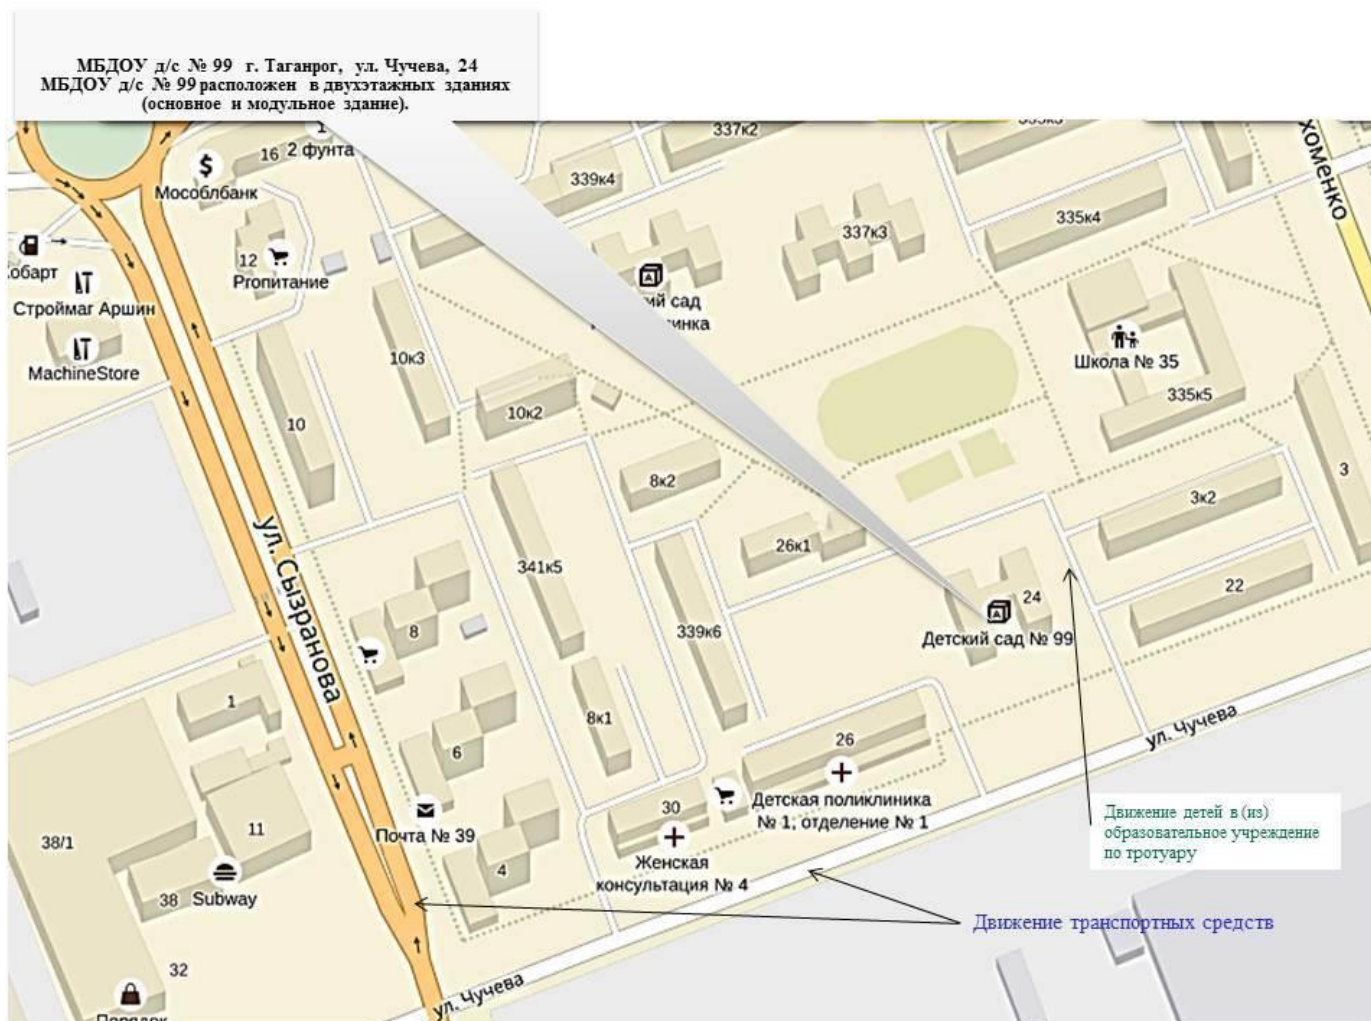 МБДОУ д/с № 99 г. Таганрог, ул. Чучева, 24
МБДОУ д/с № 99 расположен в двухэтажных зданиях
(основное и модульное здание).
337к2
хоменко
16
2 фунта
Мособлбанк
339к4
337к3
335к4
12
Proпитание
Строймаг Аршин
MachineStore
10к3
10к2
10
Школа № 35
335к5
8к2
26к1
3к2
3
ул. Сызранова
341к5
8
339к6
24
Детский сад № 99
22
1
8к1
6
26
Детская поликлиника
№ 1, отделение № 1
ул. Чучева
30
Женская
консультация № 4
Почта № 39
4
38/1
11
38
Subway
32
ул. Чучева
Движение детей в (из)
образовательное учреждение
по тротуару
Движение транспортных средств